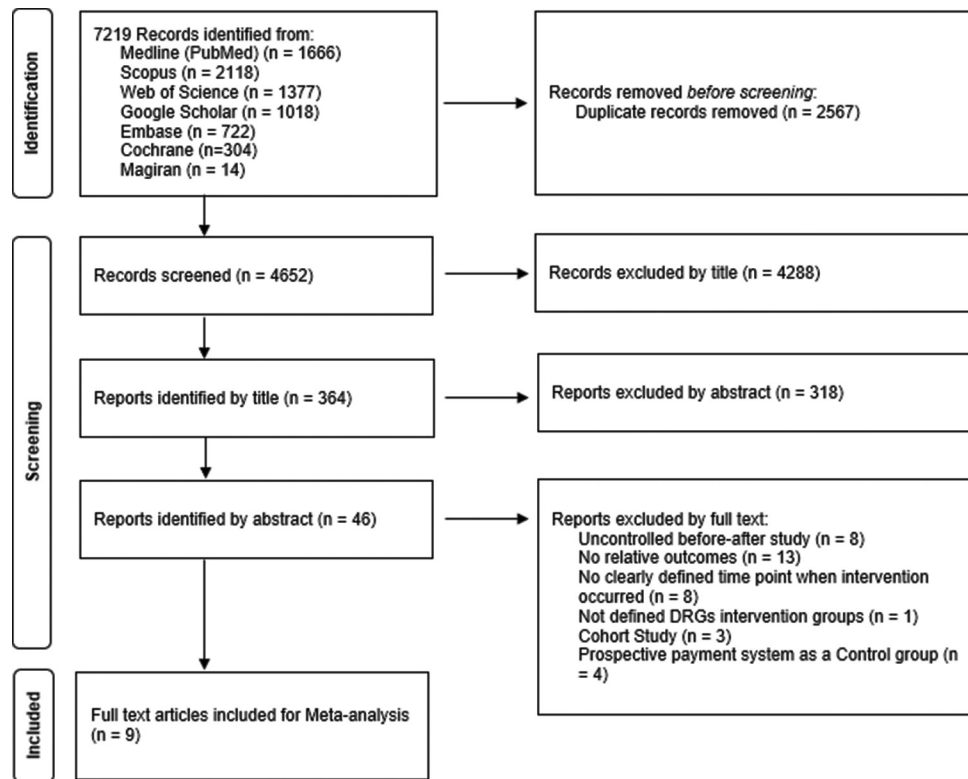 Identification
7219 Records identified from:
Medline (PubMed) (n = 1666)
Scopus (n = 2118)
Web of Science (n = 1377)
Google Scholar (n = 1018)
Embase (n = 722)
Cochrane (n=304)
Magiran (n = 14)
Records removed before screening:
Duplicate records removed (n = 2567)
Screening
Records screened (n = 4652)
Records excluded by title (n = 4288)
Reports identified by title (n = 364)
Reports excluded by abstract (n = 318)
Reports identified by abstract (n = 46)
Reports excluded by full text:
Uncontrolled before-after study (n = 8)
No relative outcomes (n = 13)
No clearly defined time point when intervention
occurred (n = 8)
Not defined DRGs intervention groups (n = 1)
Cohort Study (n = 3)
Prospective payment system as a Control group (n
= 4)
Included
Full text articles included for Meta-analysis
(n = 9)